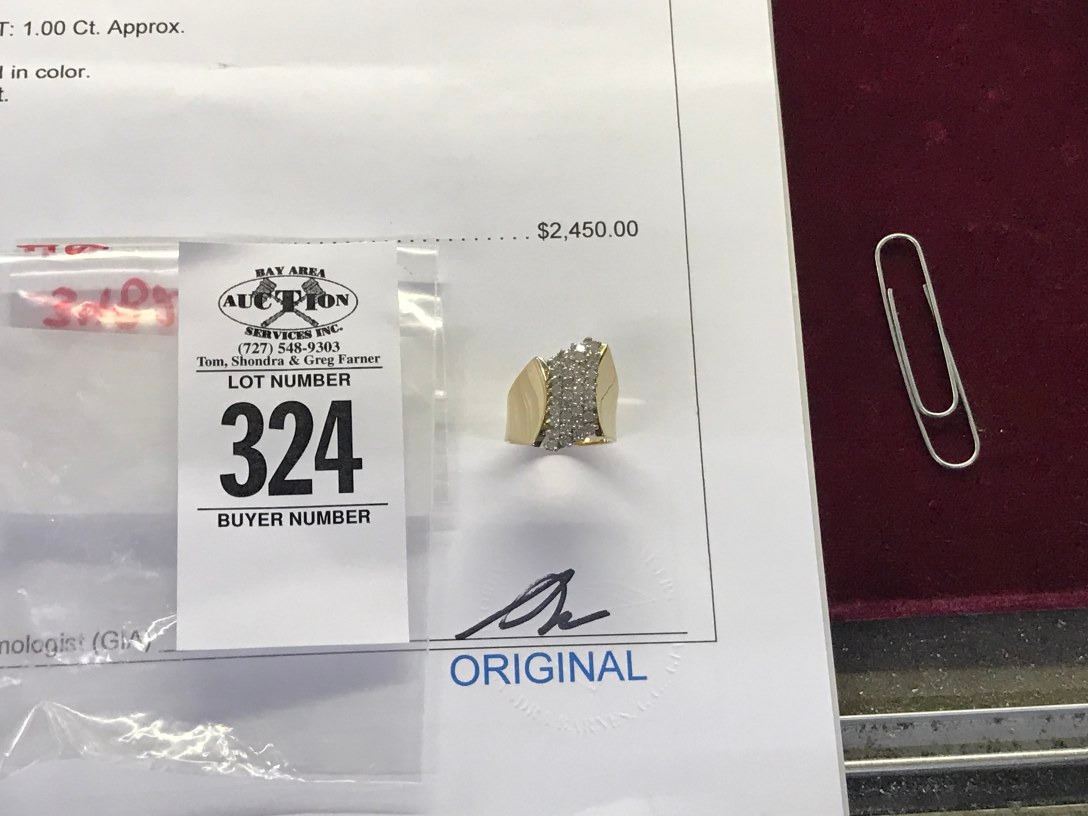 T: 1.00 Ct. Approx.
in color.
t.
$2,450.00
BAY AREA
AUCTION
SERVICES INC.
(727) 548-9303
Tom, Shondra & Greg Farner
LOT NUMBER
324
BUYER NUMBER
mologist (GIA)
ORIGINAL